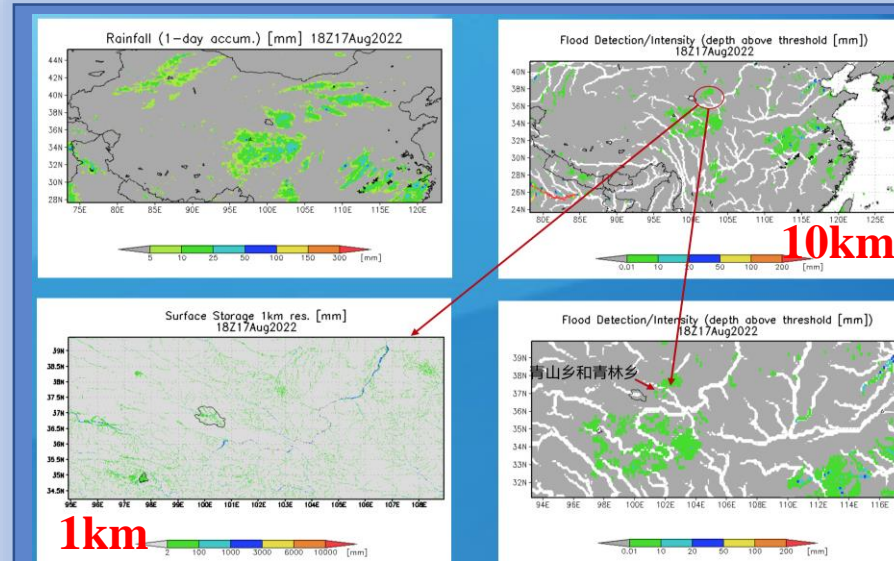 Rainfall (1-day accum.) [mm] 18Z17Aug2022
44N
42N
40N
38N
36N
34N
32N
30N
28N
75E 80E 85E 90E 95E 100E 105E 110E 115E 120E
5 10 25 50 100 150 300 [mm]
Flood Detection/Intensity (depth above threshold [mm])
18Z17Aug2022
40N
38N
36N
34N
32N
30N
28N
26N
24N
80E 85E 90E 95E 100E 105E 110E 115E 120E 125E
10km
0.01 10 20 50 100 200 [mm]
Surface Storage 1km res. [mm]
18Z17Aug2022
39N
38.5N
38N
37.5N
37N
36.5N
36N
35.5N
35N
34.5N
95E 96E 97E 98E 99E 100E 101E 102E 103E 104E 105E 106E 107E 108E
1km
2 100 1000 3000 6000 10000 [mm]
Flood Detection/Intensity (depth above threshold [mm])
18Z17Aug2022
39N
38N
青山乡和青林乡
37N
36N
35N
34N
33N
32N
94E 96E 98E 100E 102E 104E 106E 108E 110E 112E 114E 116E
0.01 10 20 50 100 200 [mm]